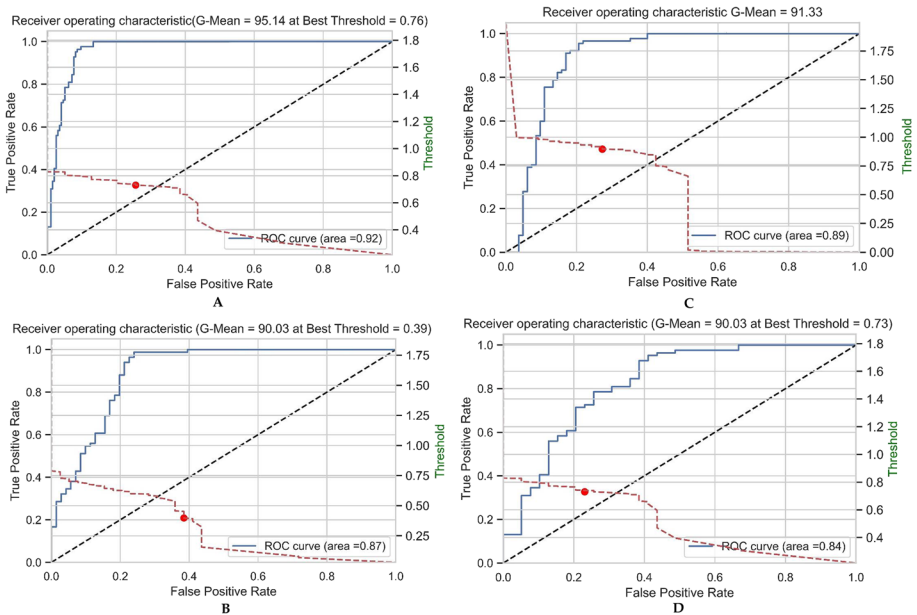 Receiver operating characteristic(G-Mean = 95.14 at Best Threshold = 0.76)
1.0
0.8
0.6
0.4
0.2
0.0
True Positive Rate
1.8
1.6
1.4
1.2
1.0
0.8
0.6
0.4
Threshold
ROC curve (area =0.92)
0.0 0.2 0.4 0.6 0.8 1.0
False Positive Rate
A
Receiver operating characteristic G-Mean = 91.33
1.0
0.8
0.6
0.4
0.2
0.0
True Positive Rate
1.75
1.50
1.25
1.00
0.75
0.50
0.25
0.00
Threshold
ROC curve (area =0.89)
0.0 0.2 0.4 0.6 0.8 1.0
False Positive Rate
C
Receiver operating characteristic (G-Mean = 90.03 at Best Threshold = 0.39)
1.0
0.8
0.6
0.4
0.2
0.0
True Positive Rate
1.75
1.50
1.25
1.00
0.75
0.50
0.25
Threshold
ROC curve (area =0.87)
0.0 0.2 0.4 0.6 0.8 1.0
False Positive Rate
B
Receiver operating characteristic (G-Mean = 90.03 at Best Threshold = 0.73)
1.0
0.8
0.6
0.4
0.2
0.0
True Positive Rate
1.8
1.6
1.4
1.2
1.0
0.8
0.6
0.4
Threshold
ROC curve (area =0.84)
0.0 0.2 0.4 0.6 0.8 1.0
False Positive Rate
D